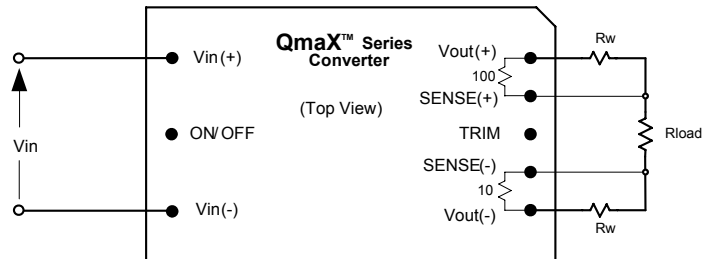 QmaX™ Series
Converter
(Top View)
Vin(+)
ON/OFF
Vin(-)
Vin
Vout(+)
100
SENSE(+)
TRIM
SENSE(-)
10
Vout(-)
Rw
Rload
Rw